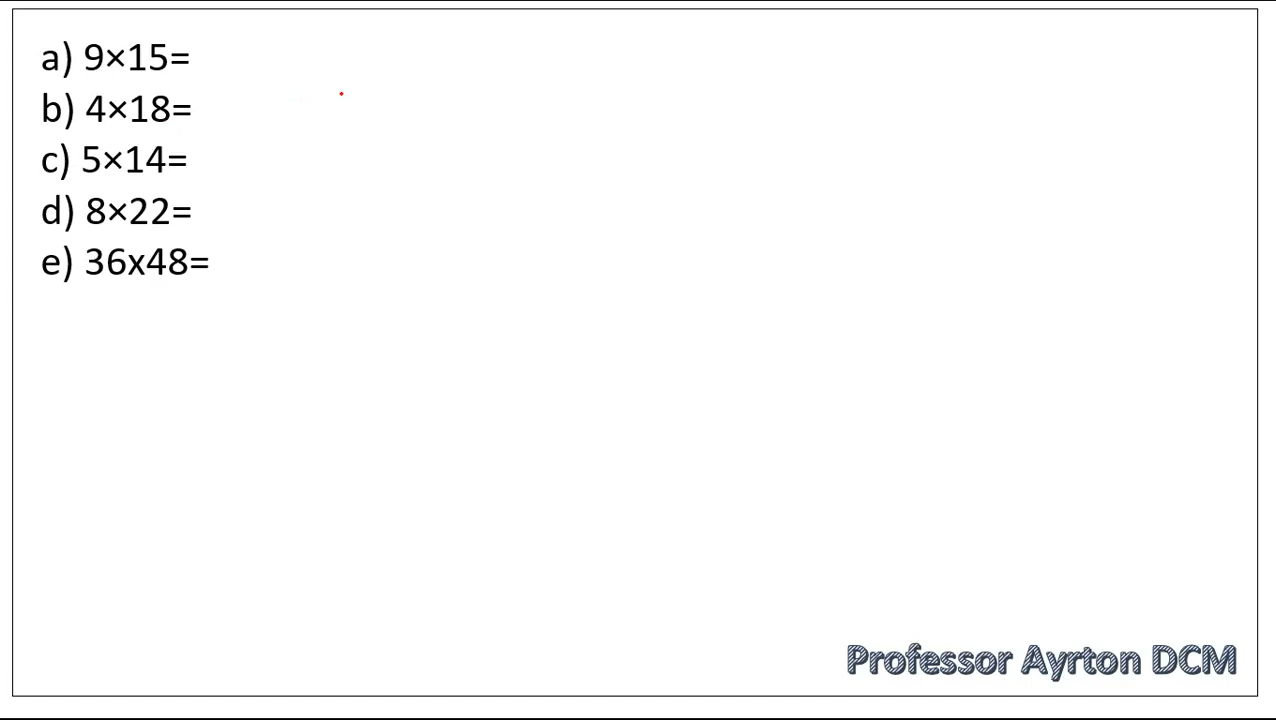 a) 9×15=
b) 4×18=
c) 5×14=
d) 8×22=
e) 36x48=
Professor Ayrton DCM